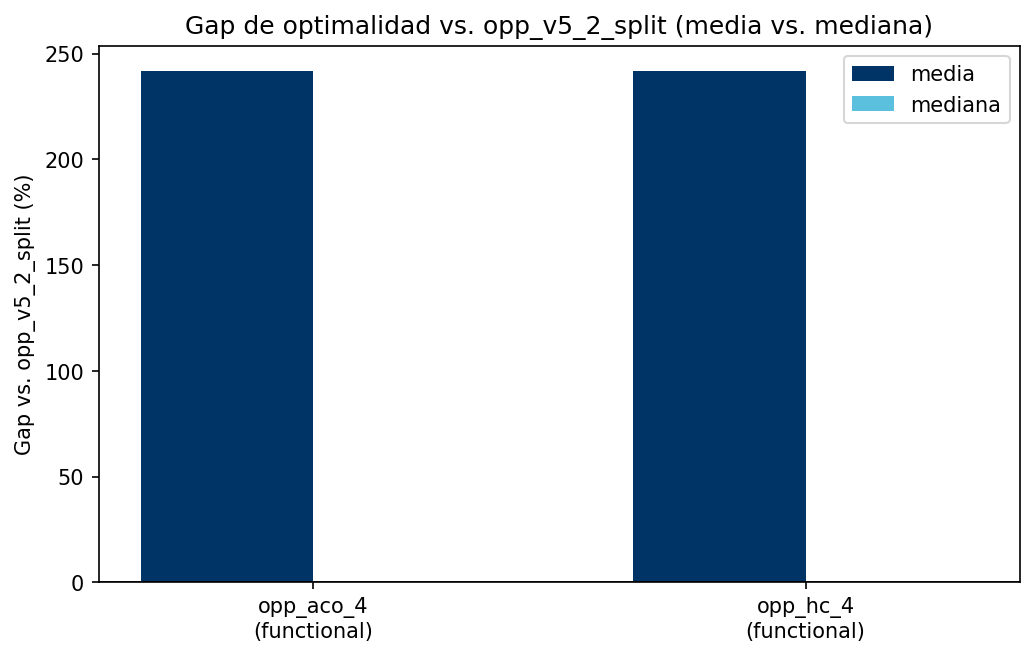 Gap de optimalidad vs. opp_v5_2_split (media vs. mediana)
media
mediana
Gap vs. opp_v5_2_split (%)
250
200
150
100
50
0
opp_aco_4
(functional)
opp_hc_4
(functional)